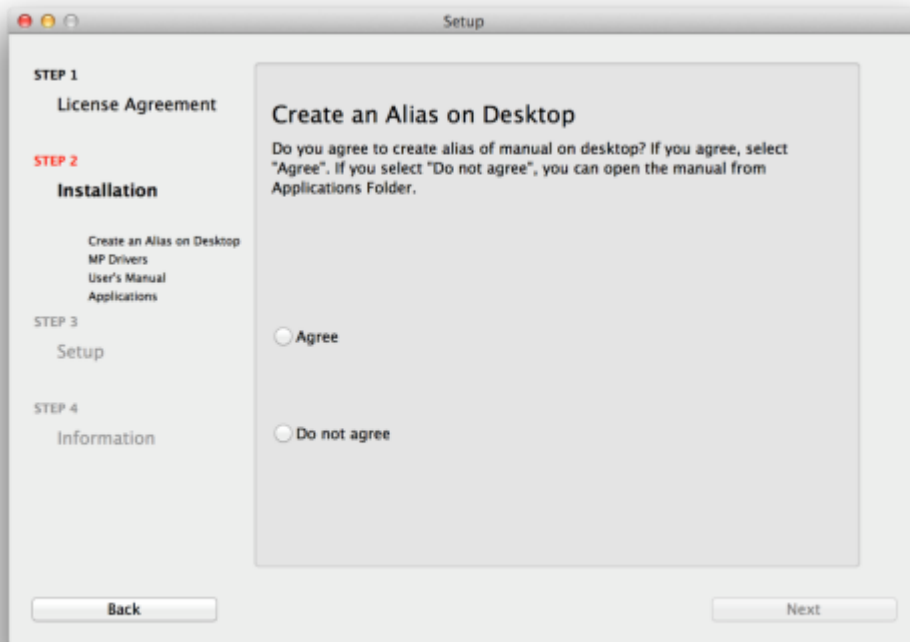 Setup
STEP 1
License Agreement
STEP 2
Installation
Create an Alias on Desktop
MP Drivers
User's Manual
Applications
STEP 3
Setup
STEP 4
Information
Create an Alias on Desktop
Do you agree to create alias of manual on desktop? If you agree, select
"Agree". If you select "Do not agree", you can open the manual from
Applications Folder.
Agree
Do not agree
Back
Next